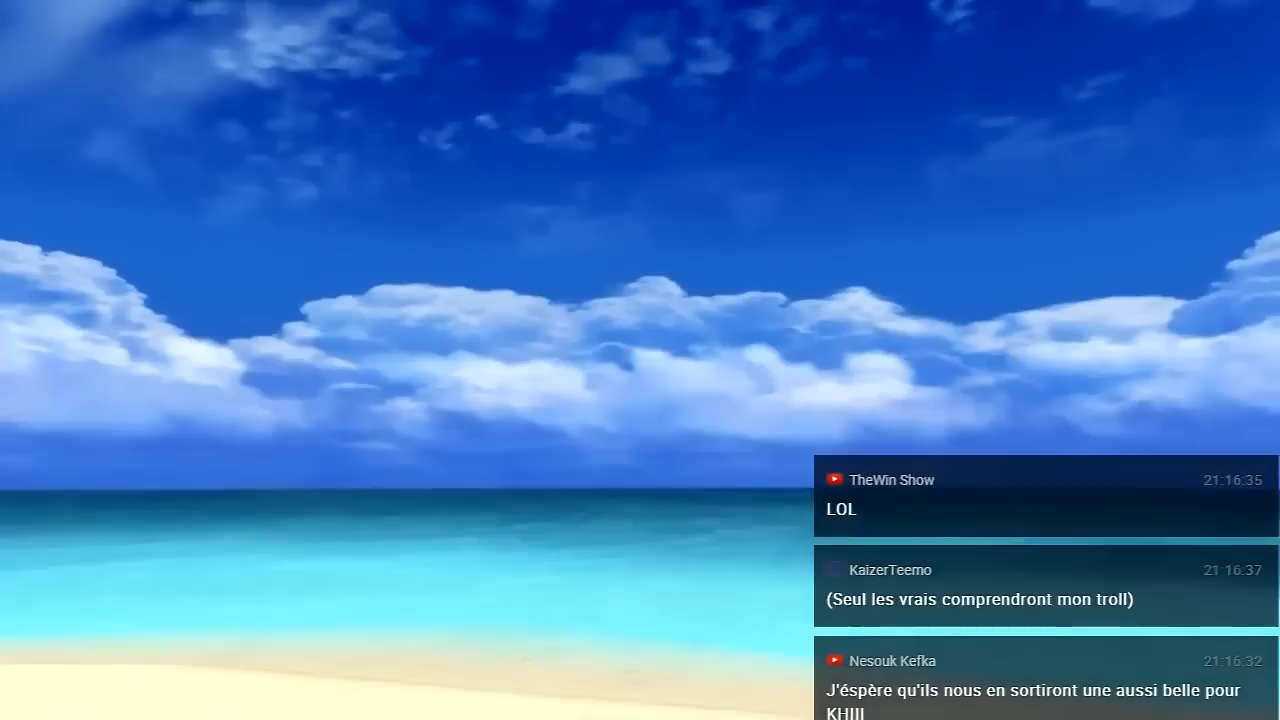 TheWin Show 21:16:35
LOL
KaizerTeemo 21:16:37
(Seul les vrais comprendront mon troll)
Nesouk Kefka 21:16:32
J'éspère qu'ils nous en sortiront une aussi belle pour
KHIII